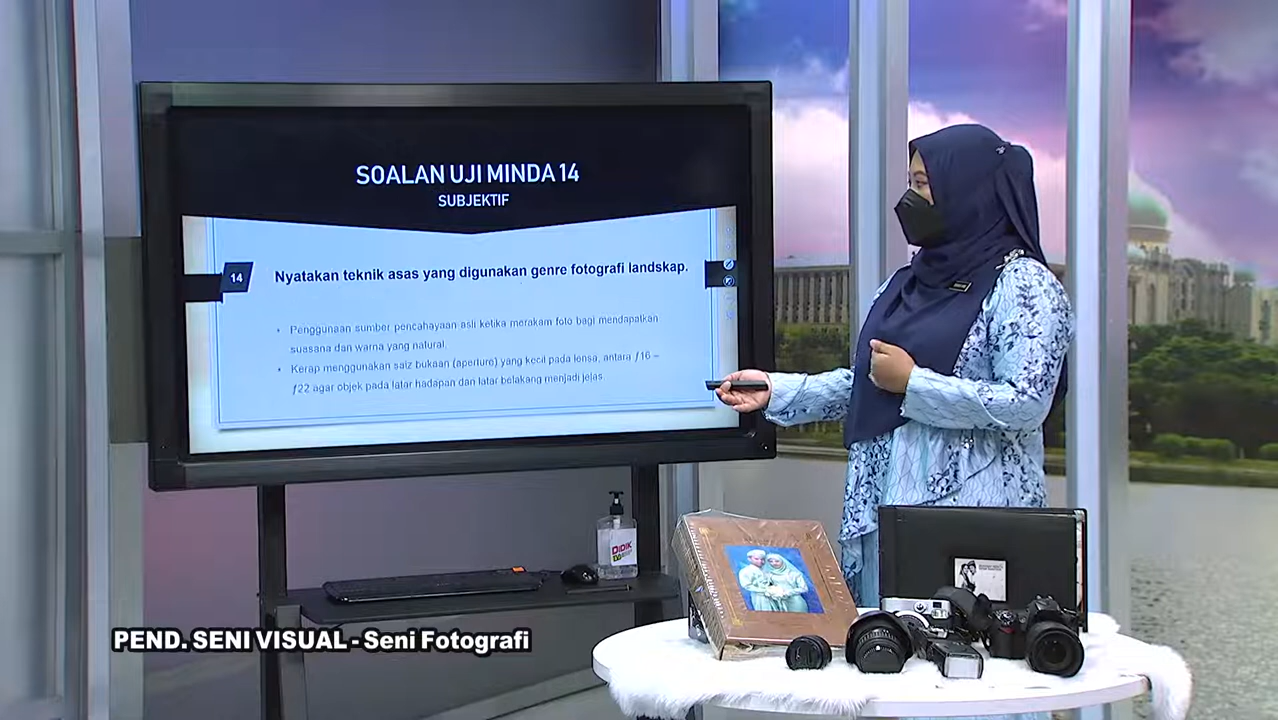 SOALAN UJI MINDA 14
SUBJEKTIF
14
Nyatakan teknik asas yang digunakan genre fotografi landskap.
• Penggunaan sumber pencahayaan asli ketika merakam foto bagi mendapatkan
suasana dan warna yang natural.
• Kerap menggunakan saiz bukaan (aperture) yang kecil pada lensa, antara ƒ16 –
ƒ22 agar objek pada latar hadapan dan latar belakang menjadi jelas.
DIDIK
PEND. SENI VISUAL - Seni Fotografi